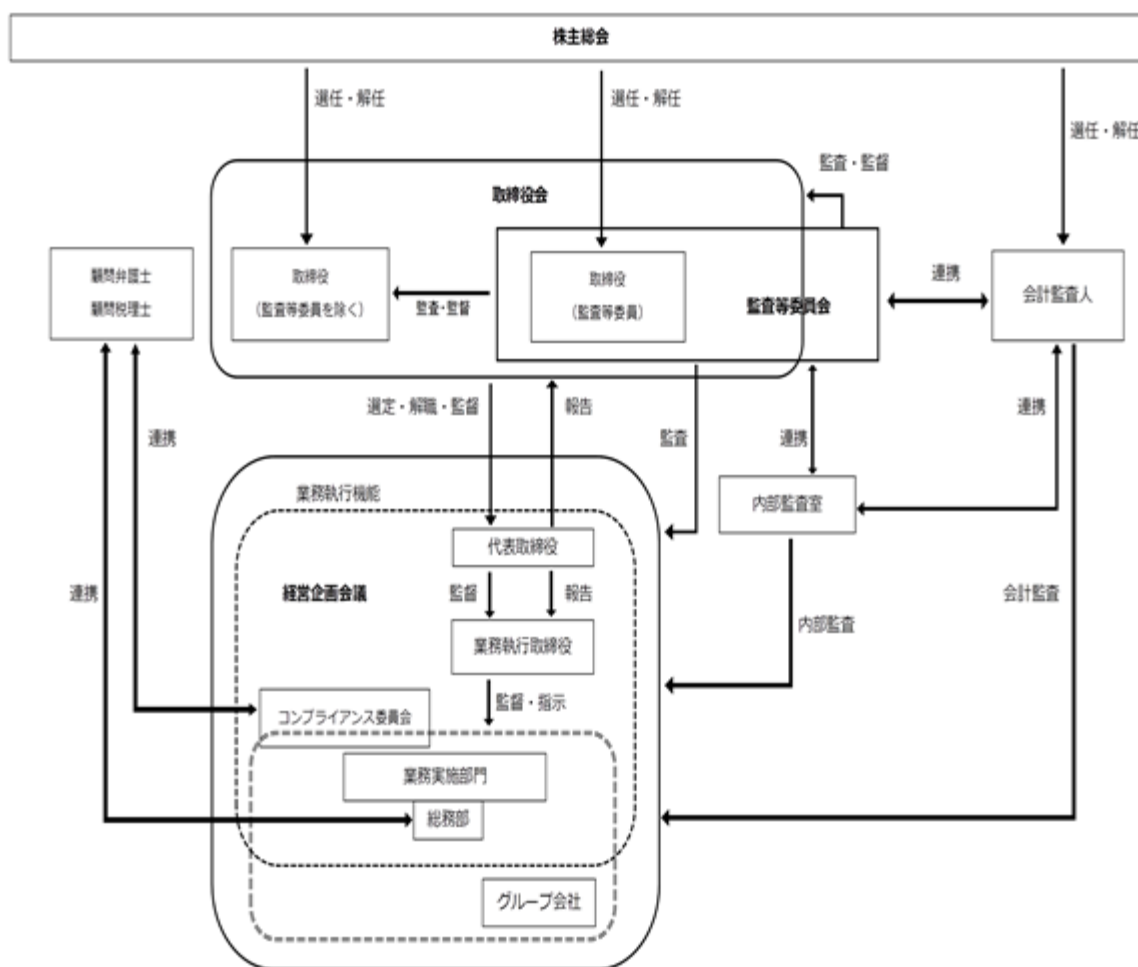 株主総会
選任・解任
選任・解任
選任・解任
監査・監督
取締役会
顧問弁護士
顧問税理士
取締役
(監査等委員を除く)
監査・監督
取締役
(監査等委員)
監査等委員会
連携
会計監査人
選定・解職・監督
報告
監査
連携
連携
連携
業務執行機能
内部監査室
代表取締役
連携
経営企画会議
監督
報告
会計監査
内部監査
業務執行取締役
監督・指示
コンプライアンス委員会
業務実施部門
総務部
グループ会社